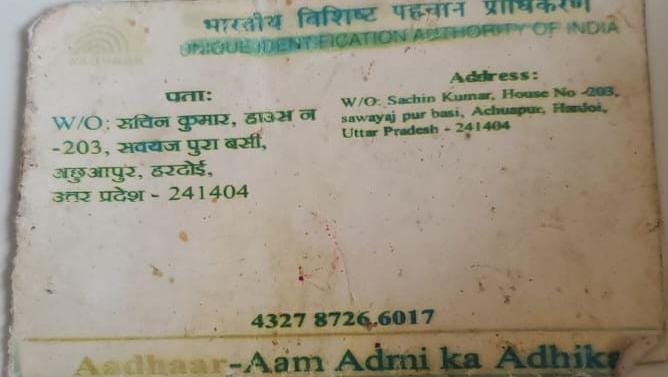 भारतीय विशिष्ट पहचान प्राधिकरण
UNIQUE IDENTIFICATION AUTHORITY OF INDIA
पता:
W/O: सचिन कुमार, हाउस न
-203, सवयज पुरा बसीं,
अछुआपुर, हरदोई,
उत्तर प्रदेश - 241404
Address:
W/O: Sachin Kumar, House No -203,
sawayaj pur basi, Achuapur, Hardoi,
Uttar Pradesh - 241404
4327 8726 6017
Aadhaar-Aam Admi ka Adhika